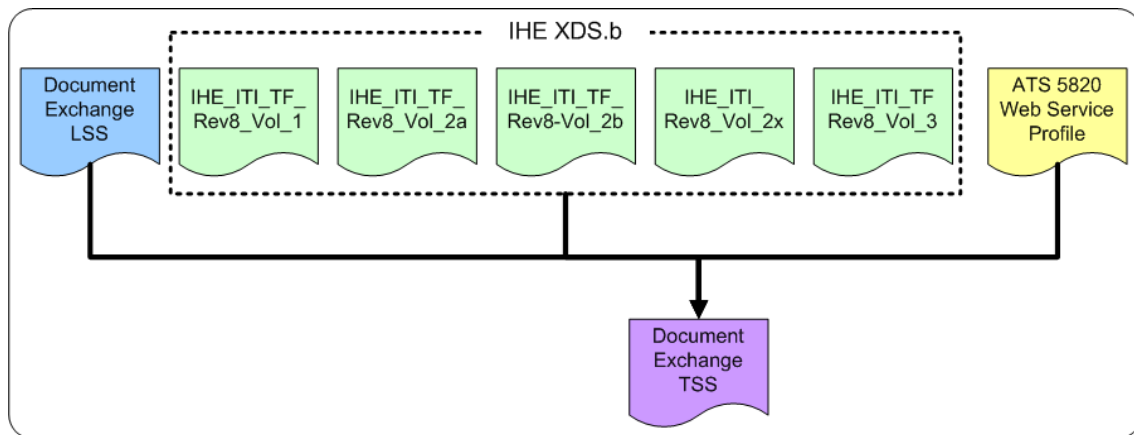 IHE XDS.b
Document
Exchange
LSS
IHE_ITI_TF_
Rev8_Vol_1
IHE_ITI_TF_
Rev8_Vol_2a
IHE_ITI_TF_
Rev8-Vol_2b
IHE_ITI_
Rev8_Vol_2x
IHE_ITI_TF
Rev8_Vol_3
ATS 5820
Web Service
Profile
Document
Exchange
TSS